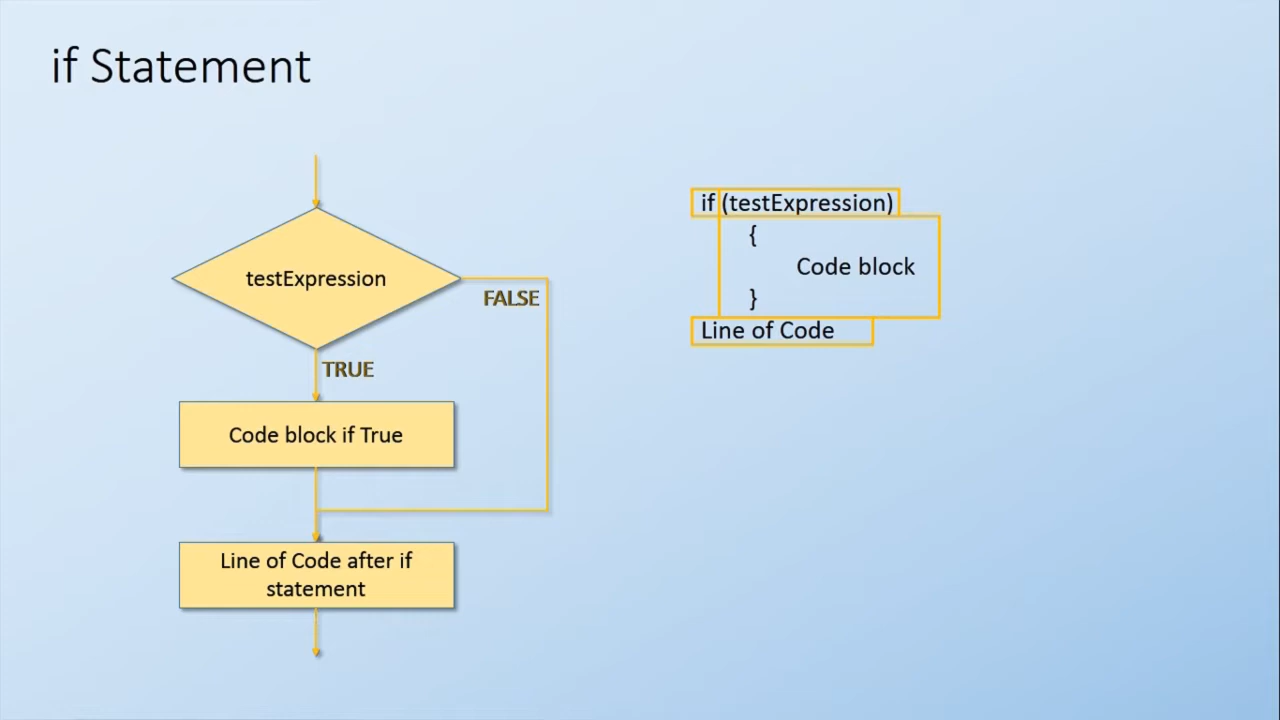 if Statement
testExpression
FALSE
TRUE
Code block if True
Line of Code after if
statement
if (testExpression)
{
Code block
}
Line of Code